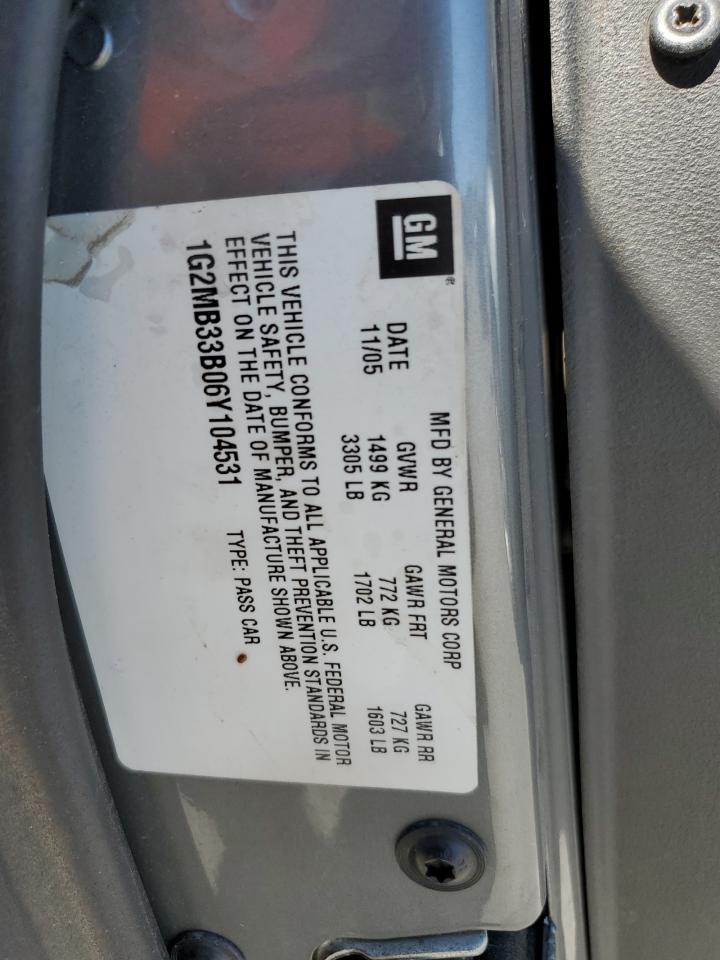 GM®
MFD BY GENERAL MOTORS CORP
DATE GVWR GAWR FRT GAWR RR
11/05 1499 KG 772 KG 727 KG
3305 LB 1702 LB 1603 LB
THIS VEHICLE CONFORMS TO ALL APPLICABLE U.S. FEDERAL MOTOR
VEHICLE SAFETY, BUMPER, AND THEFT PREVENTION STANDARDS IN
EFFECT ON THE DATE OF MANUFACTURE SHOWN ABOVE.
1G2MB33B06Y104531 TYPE: PASS CAR